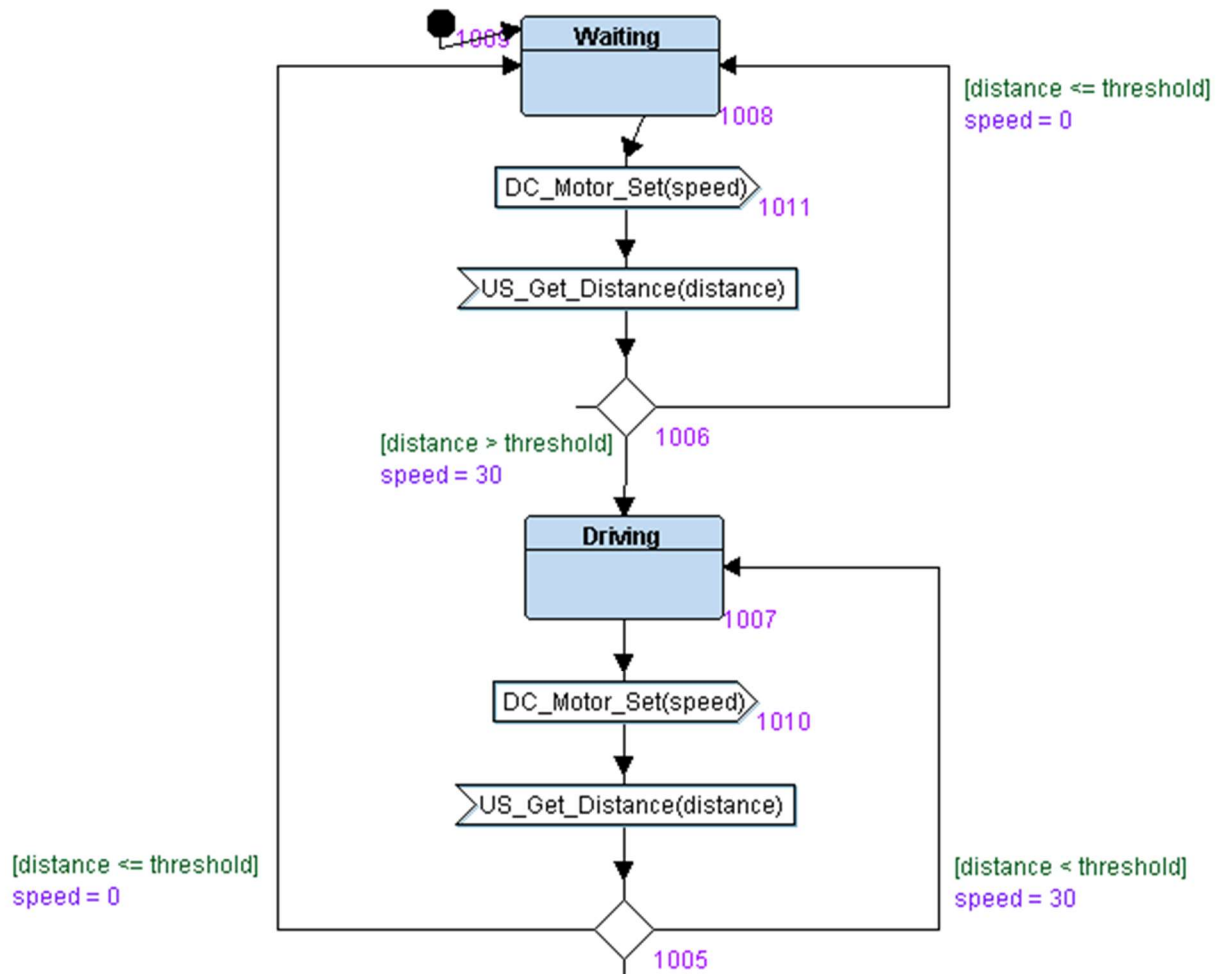 1009
Waiting
[distance <= threshold]
speed = 0
1008
DC_Motor_Set(speed)
1011
US_Get_Distance(distance)
1006
[distance > threshold]
speed = 30
Driving
1007
DC_Motor_Set(speed)
1010
US_Get_Distance(distance)
[distance <= threshold]
speed = 0
[distance < threshold]
speed = 30
1005